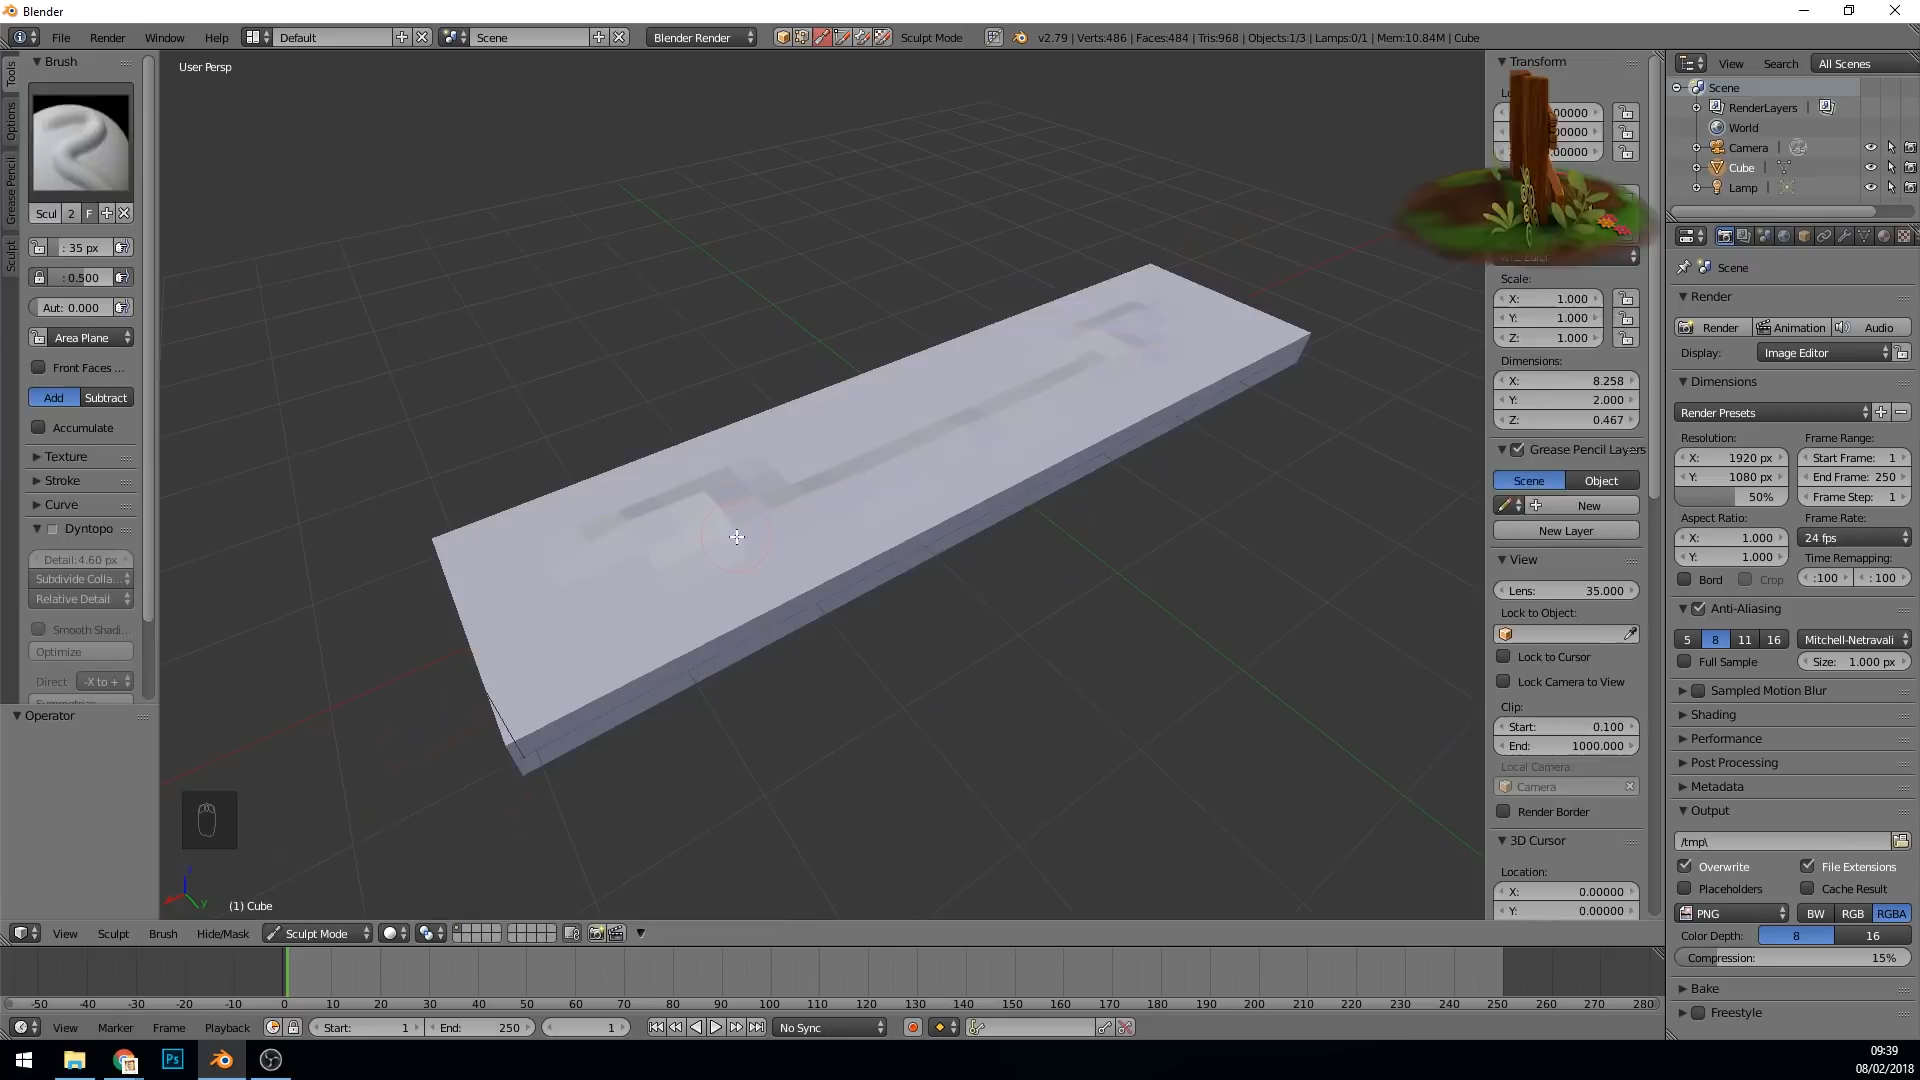 Blender
File Render Window Help Default Scene Blender Render Sculpt Mode v2.79 | Verts:486 | Faces:484 | Tris:968 | Objects:1/3 | Lamps:0/1 | Mem:10.84M | Cube
Tools
Options
Grease Pencil
Sculpt
Brush
Scul 2 F
: 35 px
: 0.500
Aut: 0.000
Area Plane
Front Faces ...
Add Subtract
Accumulate
Texture
Stroke
Curve
Dyntopo
Detail:4.60 px
Subdivide Colla...
Relative Detail
Smooth Shadi...
Optimize
Direct -X to +
Operator
User Persp
(1) Cube
Transform
Scale:
X: 1.000
Y: 1.000
Z: 1.000
Dimensions:
X: 8.258
Y: 2.000
Z: 0.467
Grease Pencil Layers
Scene Object
New
New Layer
View
Lens: 35.000
Lock to Object:
Lock to Cursor
Lock Camera to View
Clip:
Start: 0.100
End: 1000.000
Local Camera:
Camera
Render Border
3D Cursor
Location:
X: 0.00000
Y: 0.00000
View Search All Scenes
Scene
RenderLayers
World
Camera
Cube
Lamp
Scene
Render
Render Animation Audio
Display: Image Editor
Dimensions
Render Presets
Resolution: Frame Range:
X: 1920 px Start Frame: 1
Y: 1080 px End Frame: 250
50% Frame Step: 1
Aspect Ratio: Frame Rate:
X: 1.000 24 fps
Y: 1.000 Time Remapping:
Bord Crop :100 : 100
Anti-Aliasing
5 8 11 16 Mitchell-Netravali
Full Sample Size: 1.000 px
Sampled Motion Blur
Shading
Performance
Post Processing
Metadata
Output
/tmp\
Overwrite File Extensions
Placeholders Cache Result
PNG BW RGB RGBA
Color Depth: 8 16
Compression: 15%
Bake
Freestyle
View Sculpt Brush Hide/Mask Sculpt Mode
-50 -40 -30 -20 -10 0 10 20 30 40 50 60 70 80 90 100 110 120 130 140 150 160 170 180 190 200 210 220 230 240 250 260 270 280
View Marker Frame Playback Start: 1 End: 250 1 No Sync
Ps
09:39
08/02/2018